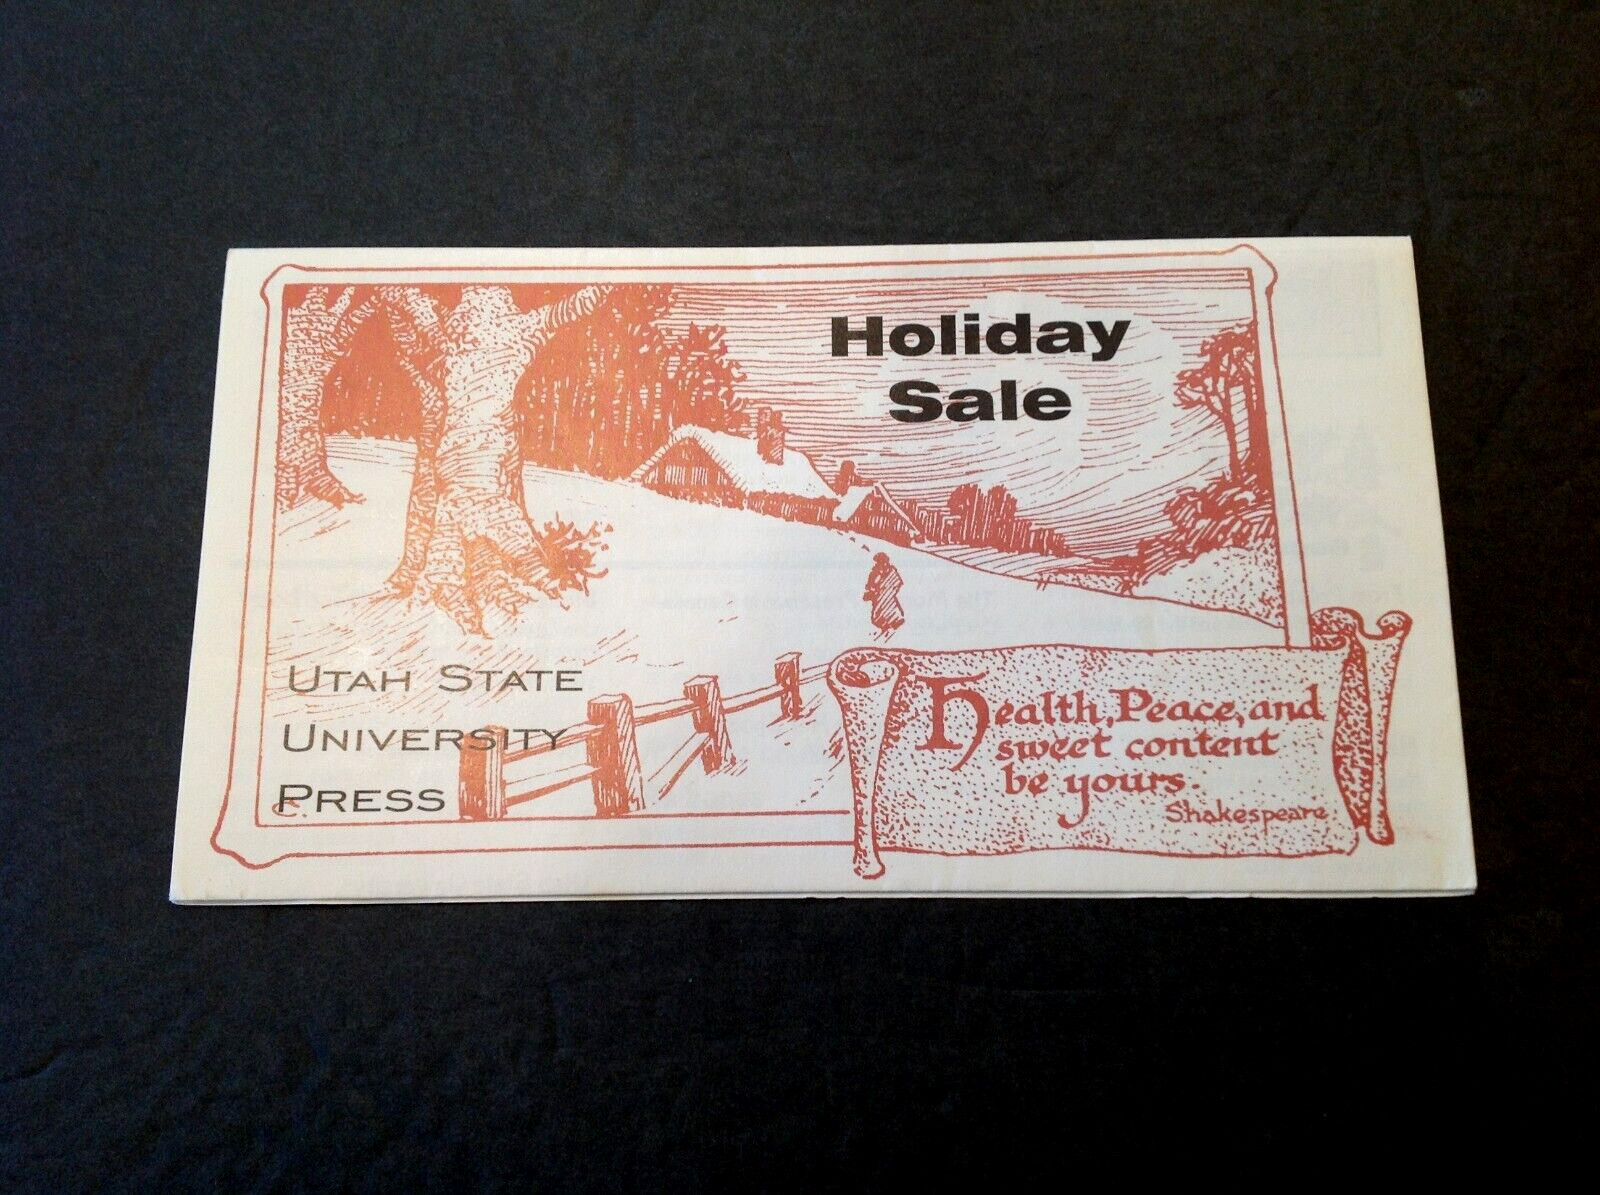 Holiday
Sale
UTAH STATE
UNIVERSITY
PRESS
Health, Peace, and
sweet content
be yours.
Shakespeare